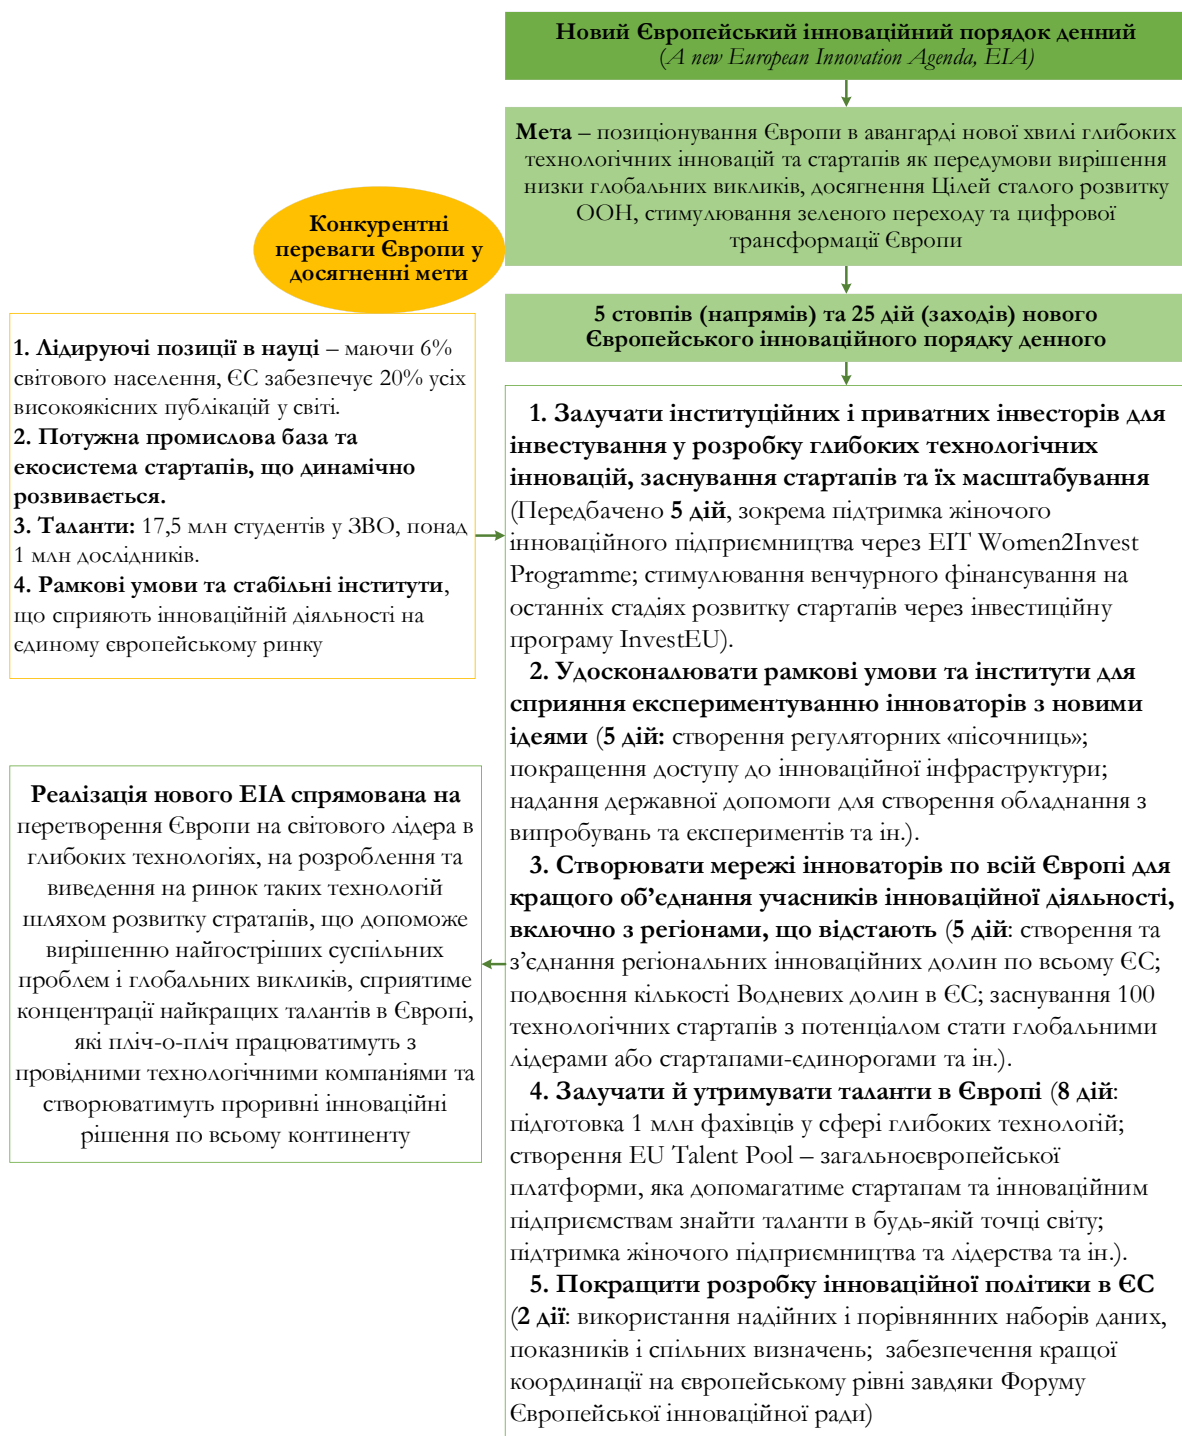 Новий Європейський інноваційний порядок денний
(A new European Innovation Agenda, EIA)
Мета – позиціонування Європи в авангарді нової хвилі глибоких
технологічних інновацій та стартапів як передумови вирішення
низки глобальних викликів, досягнення Цілей сталого розвитку
ООН, стимулювання зеленого переходу та цифрової
трансформації Європи
Конкурентні
переваги Європи у
досягненні мети
5 стовпів (напрямів) та 25 дій (заходів) нового
Європейського інноваційного порядку денного
1. Лідируючі позиції в науці – маючи 6%
світового населення, ЄС забезпечує 20% усіх
високоякісних публікацій у світі.
2. Потужна промислова база та
екосистема стартапів, що динамічно
розвивається.
3. Таланти: 17,5 млн студентів у ЗВО, понад
1 млн дослідників.
4. Рамкові умови та стабільні інститути,
що сприяють інноваційній діяльності на
єдиному європейському ринку
1. Залучати інституційних і приватних інвесторів для
інвестування у розробку глибоких технологічних
інновацій, заснування стартапів та їх масштабування
(Передбачено 5 дій, зокрема підтримка жіночого
інноваційного підприємництва через EIT Women2Invest
Programme; стимулювання венчурного фінансування на
останніх стадіях розвитку стартапів через інвестиційну
програму InvestEU).
2. Удосконалювати рамкові умови та інститути для
сприяння експериментуванню інноваторів з новими
ідеями (5 дій: створення регуляторних «пісочниць»;
покращення доступу до інноваційної інфраструктури;
надання державної допомоги для створення обладнання з
випробувань та експериментів та ін.).
3. Створювати мережі інноваторів по всій Європі для
кращого об’єднання учасників інноваційної діяльності,
включно з регіонами, що відстають (5 дій: створення та
з’єднання регіональних інноваційних долин по всьому ЄС;
подвоєння кількості Водневих долин в ЄС; заснування 100
технологічних стартапів з потенціалом стати глобальними
лідерами або стартапами-єдинорогами та ін.).
4. Залучати й утримувати таланти в Європі (8 дій:
підготовка 1 млн фахівців у сфері глибоких технологій;
створення EU Talent Pool – загальноєвропейської
платформи, яка допомагатиме стартапам та інноваційним
підприємствам знайти таланти в будь-якій точці світу;
підтримка жіночого підприємництва та лідерства та ін.).
5. Покращити розробку інноваційної політики в ЄС
(2 дії: використання надійних і порівнянних наборів даних,
показників і спільних визначень; забезпечення кращої
координації на європейському рівні завдяки Форуму
Європейської інноваційної ради)
Реалізація нового EIA спрямована на
перетворення Європи на світового лідера в
глибоких технологіях, на розроблення та
виведення на ринок таких технологій
шляхом розвитку стратапів, що допоможе
вирішенню найгостріших суспільних
проблем і глобальних викликів, сприятиме
концентрації найкращих талантів в Європі,
які пліч-о-пліч працюватимуть з
провідними технологічними компаніями та
створюватимуть проривні інноваційні
рішення по всьому континенту